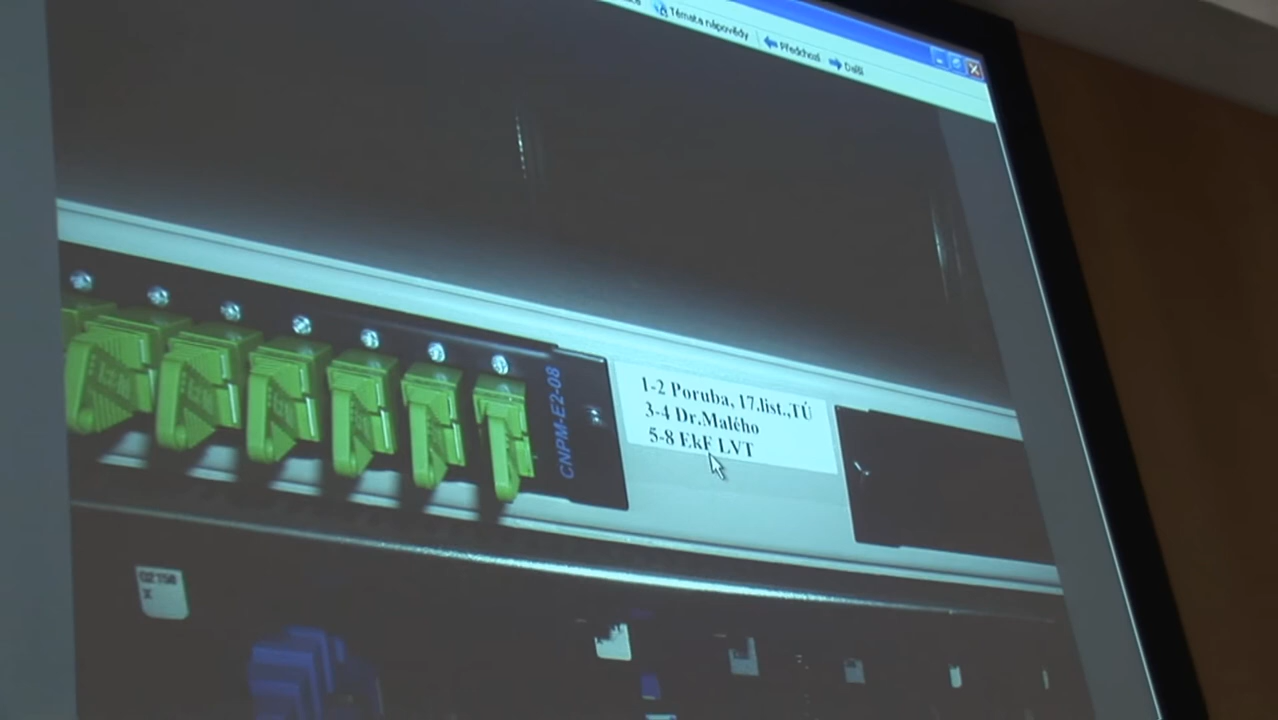 Témata nápovědy
Předchozí
Další
CNPM-E2-08
1-2 Poruba, 17.list.,TÚ
3-4 Dr.Malého
5-8 EkF LVT